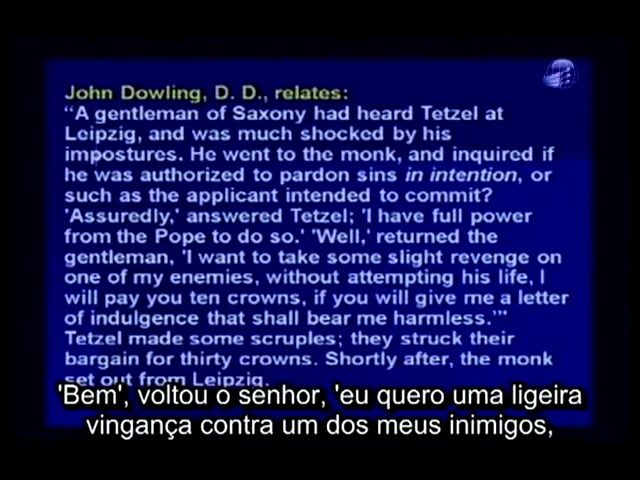 John Dowling, D. D., relates:
“A gentleman of Saxony had heard Tetzel at
Leipzig, and was much shocked by his
impostures. He went to the monk, and inquired if
he was authorized to pardon sins in intention, or
such as the applicant intended to commit?
'Assuredly,' answered Tetzel; 'I have full power
from the Pope to do so.' 'Well,' returned the
gentleman, 'I want to take some slight revenge on
one of my enemies, without attempting his life, I
will pay you ten crowns, if you will give me a letter
of indulgence that shall bear me harmless.'”
Tetzel made some scruples; they struck their
bargain for thirty crowns. Shortly after, the monk
set out from Leipzig.
'Bem', voltou o senhor, 'eu quero uma ligeira
vingança contra um dos meus inimigos,